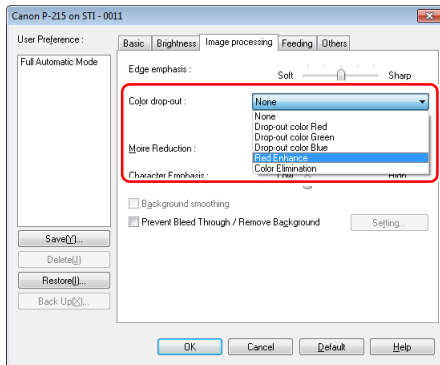 Canon P-215 on STI - 0011
User Preference :
Full Automatic Mode
Save(Y)...
Delete(J)
Restore(I)...
Back Up(X)...
Basic Brightness Image processing Feeding Others
Edge emphasis :
Soft Sharp
Color drop-out :
None
None
Drop-out color Red
Drop-out color Green
Drop-out color Blue
Red Enhance
Color Elimination
Moire Reduction :
Character Emphasis :
Low High
Background smoothing
Prevent Bleed Through / Remove Background Setting...
OK Cancel Default Help